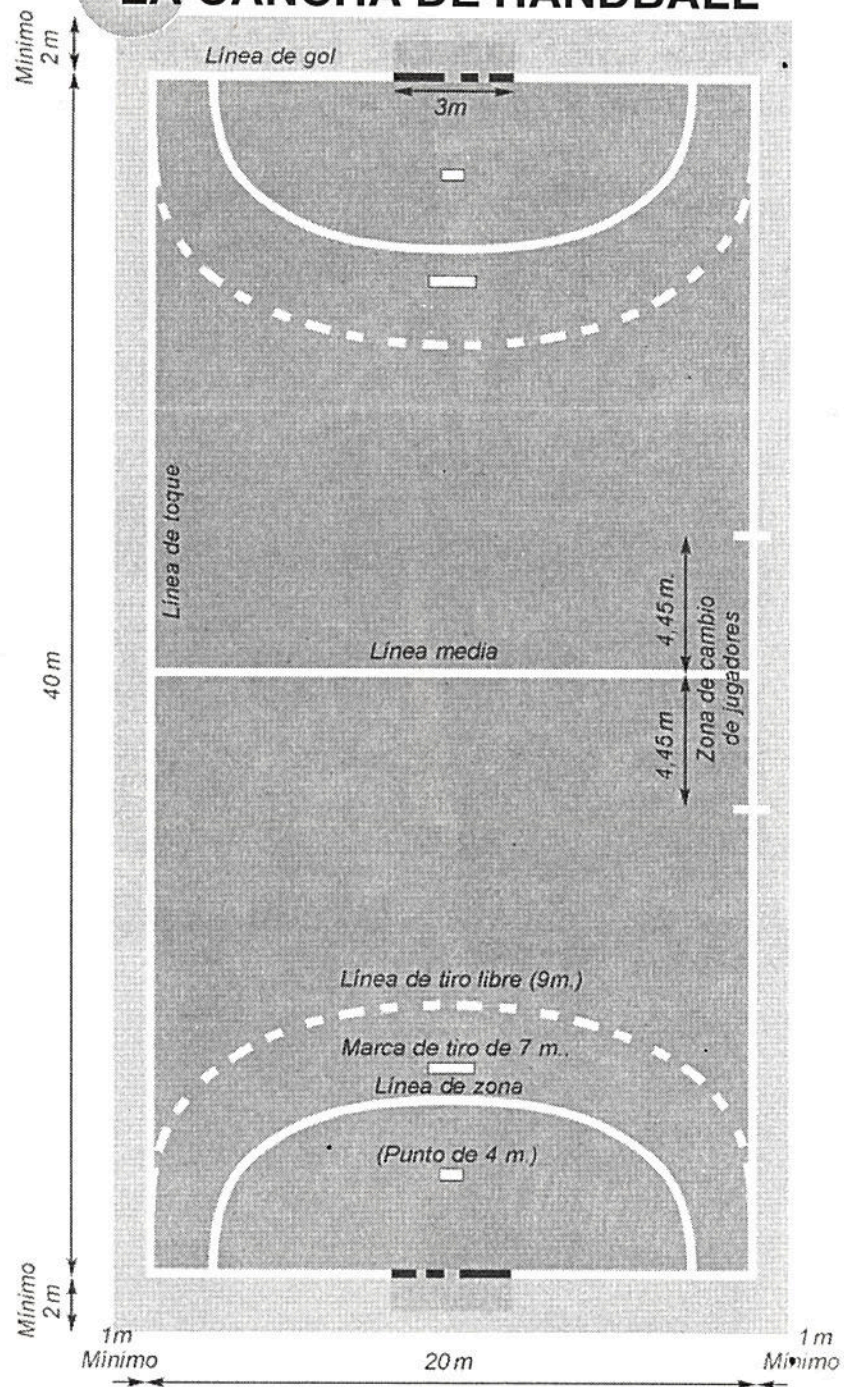 LA CANCHA DE HANDBALL
Mínimo
2 m
Línea de gol
3m
Línea de toque
4,45 m.
Zona de cambio
de jugadores
Línea media
40 m
4,45 m
Línea de tiro libre (9m.)
Marca de tiro de 7 m..
Línea de zona
(Punto de 4 m.)
Mínimo
2 m
1m
Mínimo
20 m
1 m
Mínimo